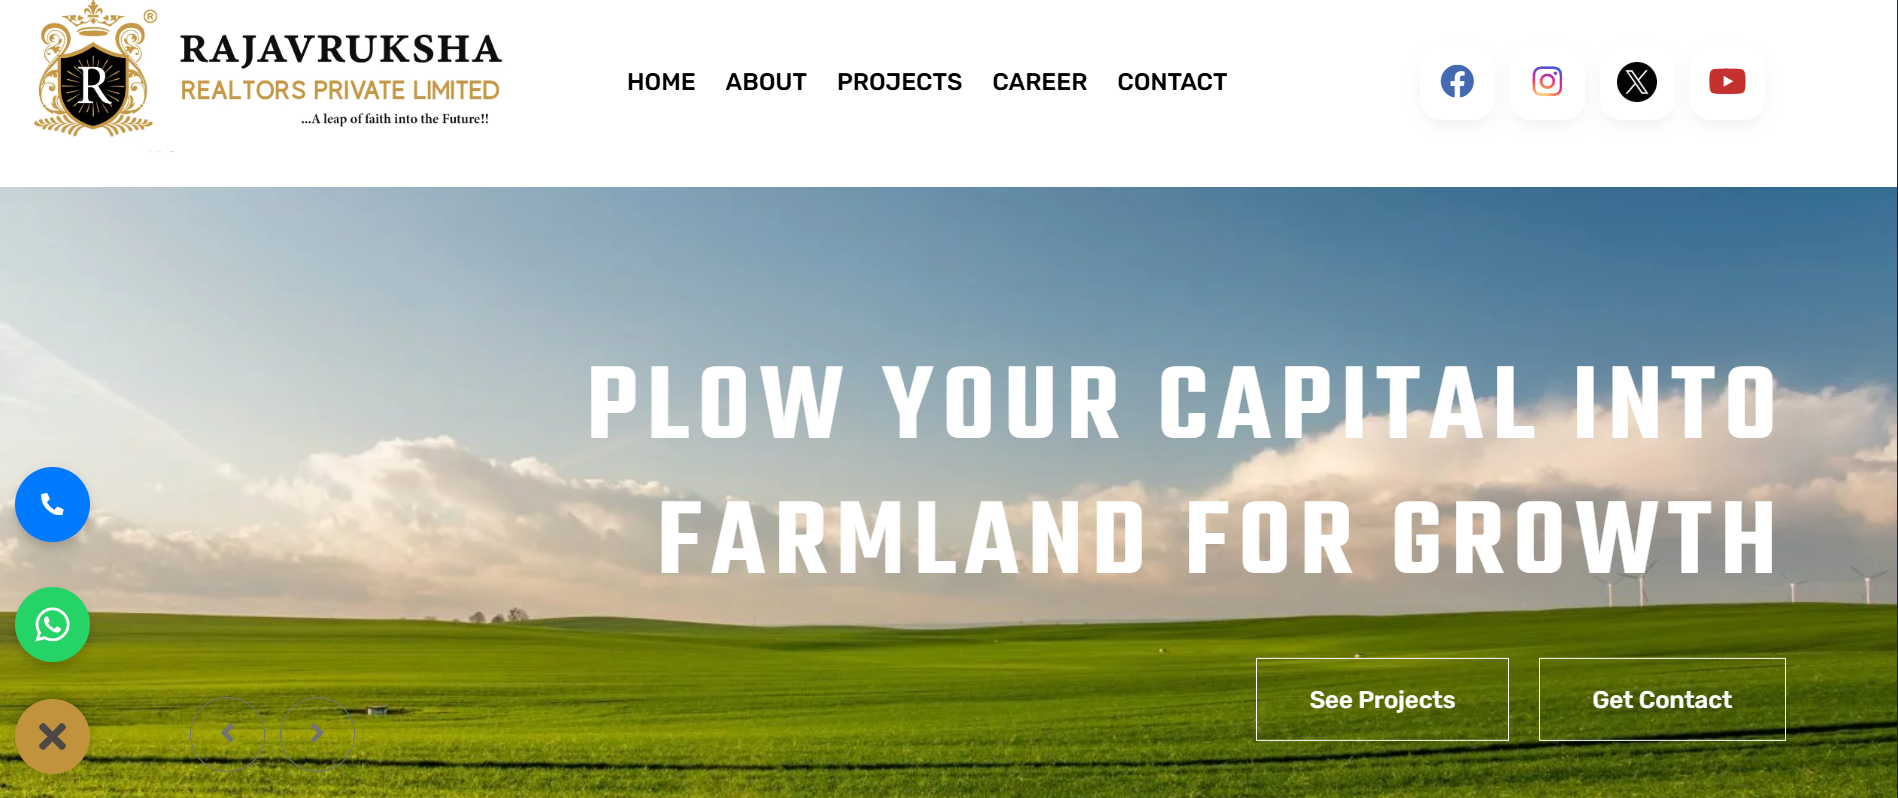 ®
R
RAJAVRUKSHA
REALTORS PRIVATE LIMITED
...A leap of faith into the Future!!
HOME ABOUT PROJECTS CAREER CONTACT
PLOW YOUR CAPITAL INTO
FARMLAND FOR GROWTH
See Projects Get Contact